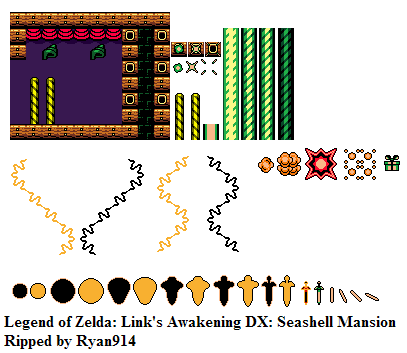 Legend of Zelda: Link's Awakening DX: Seashell Mansion
Ripped by Ryan914